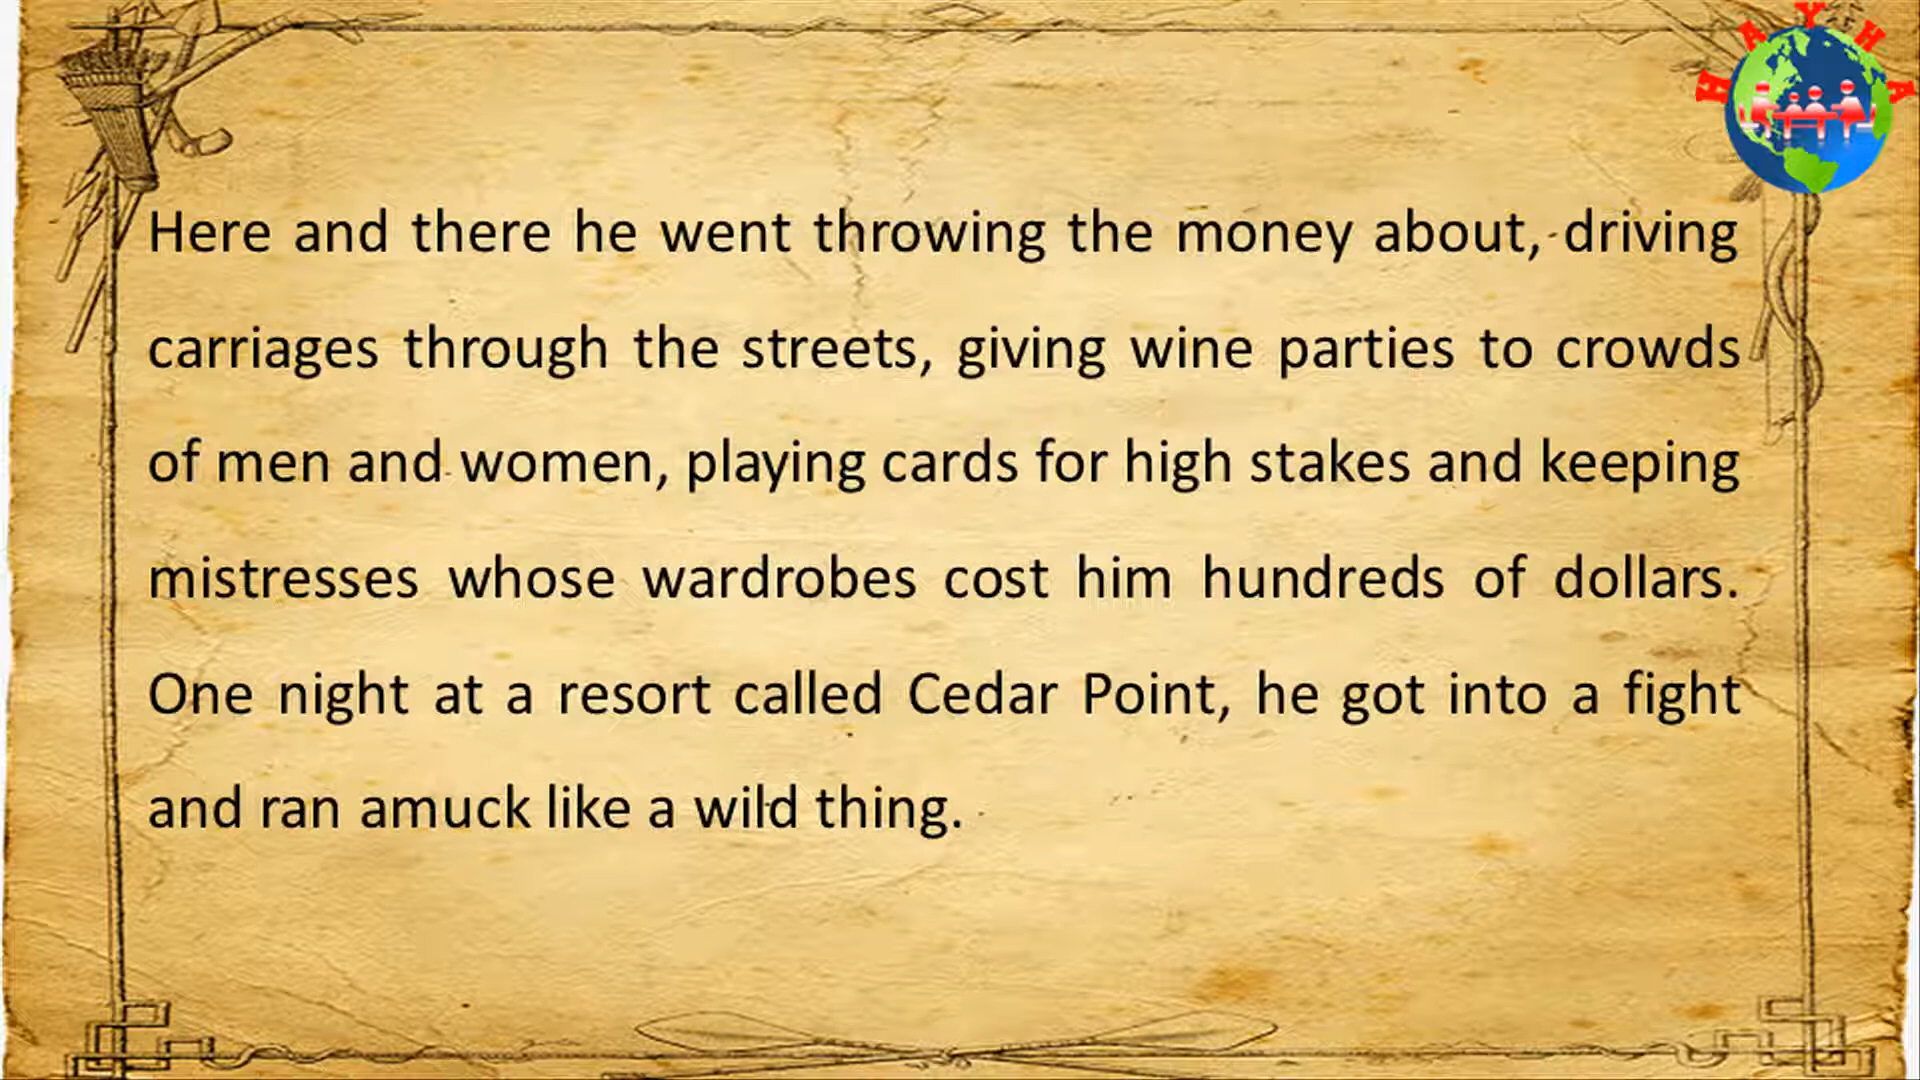 HAYHA
Here and there he went throwing the money about, driving
carriages through the streets, giving wine parties to crowds
of men and women, playing cards for high stakes and keeping
mistresses whose wardrobes cost him hundreds of dollars.
One night at a resort called Cedar Point, he got into a fight
and ran amuck like a wild thing.